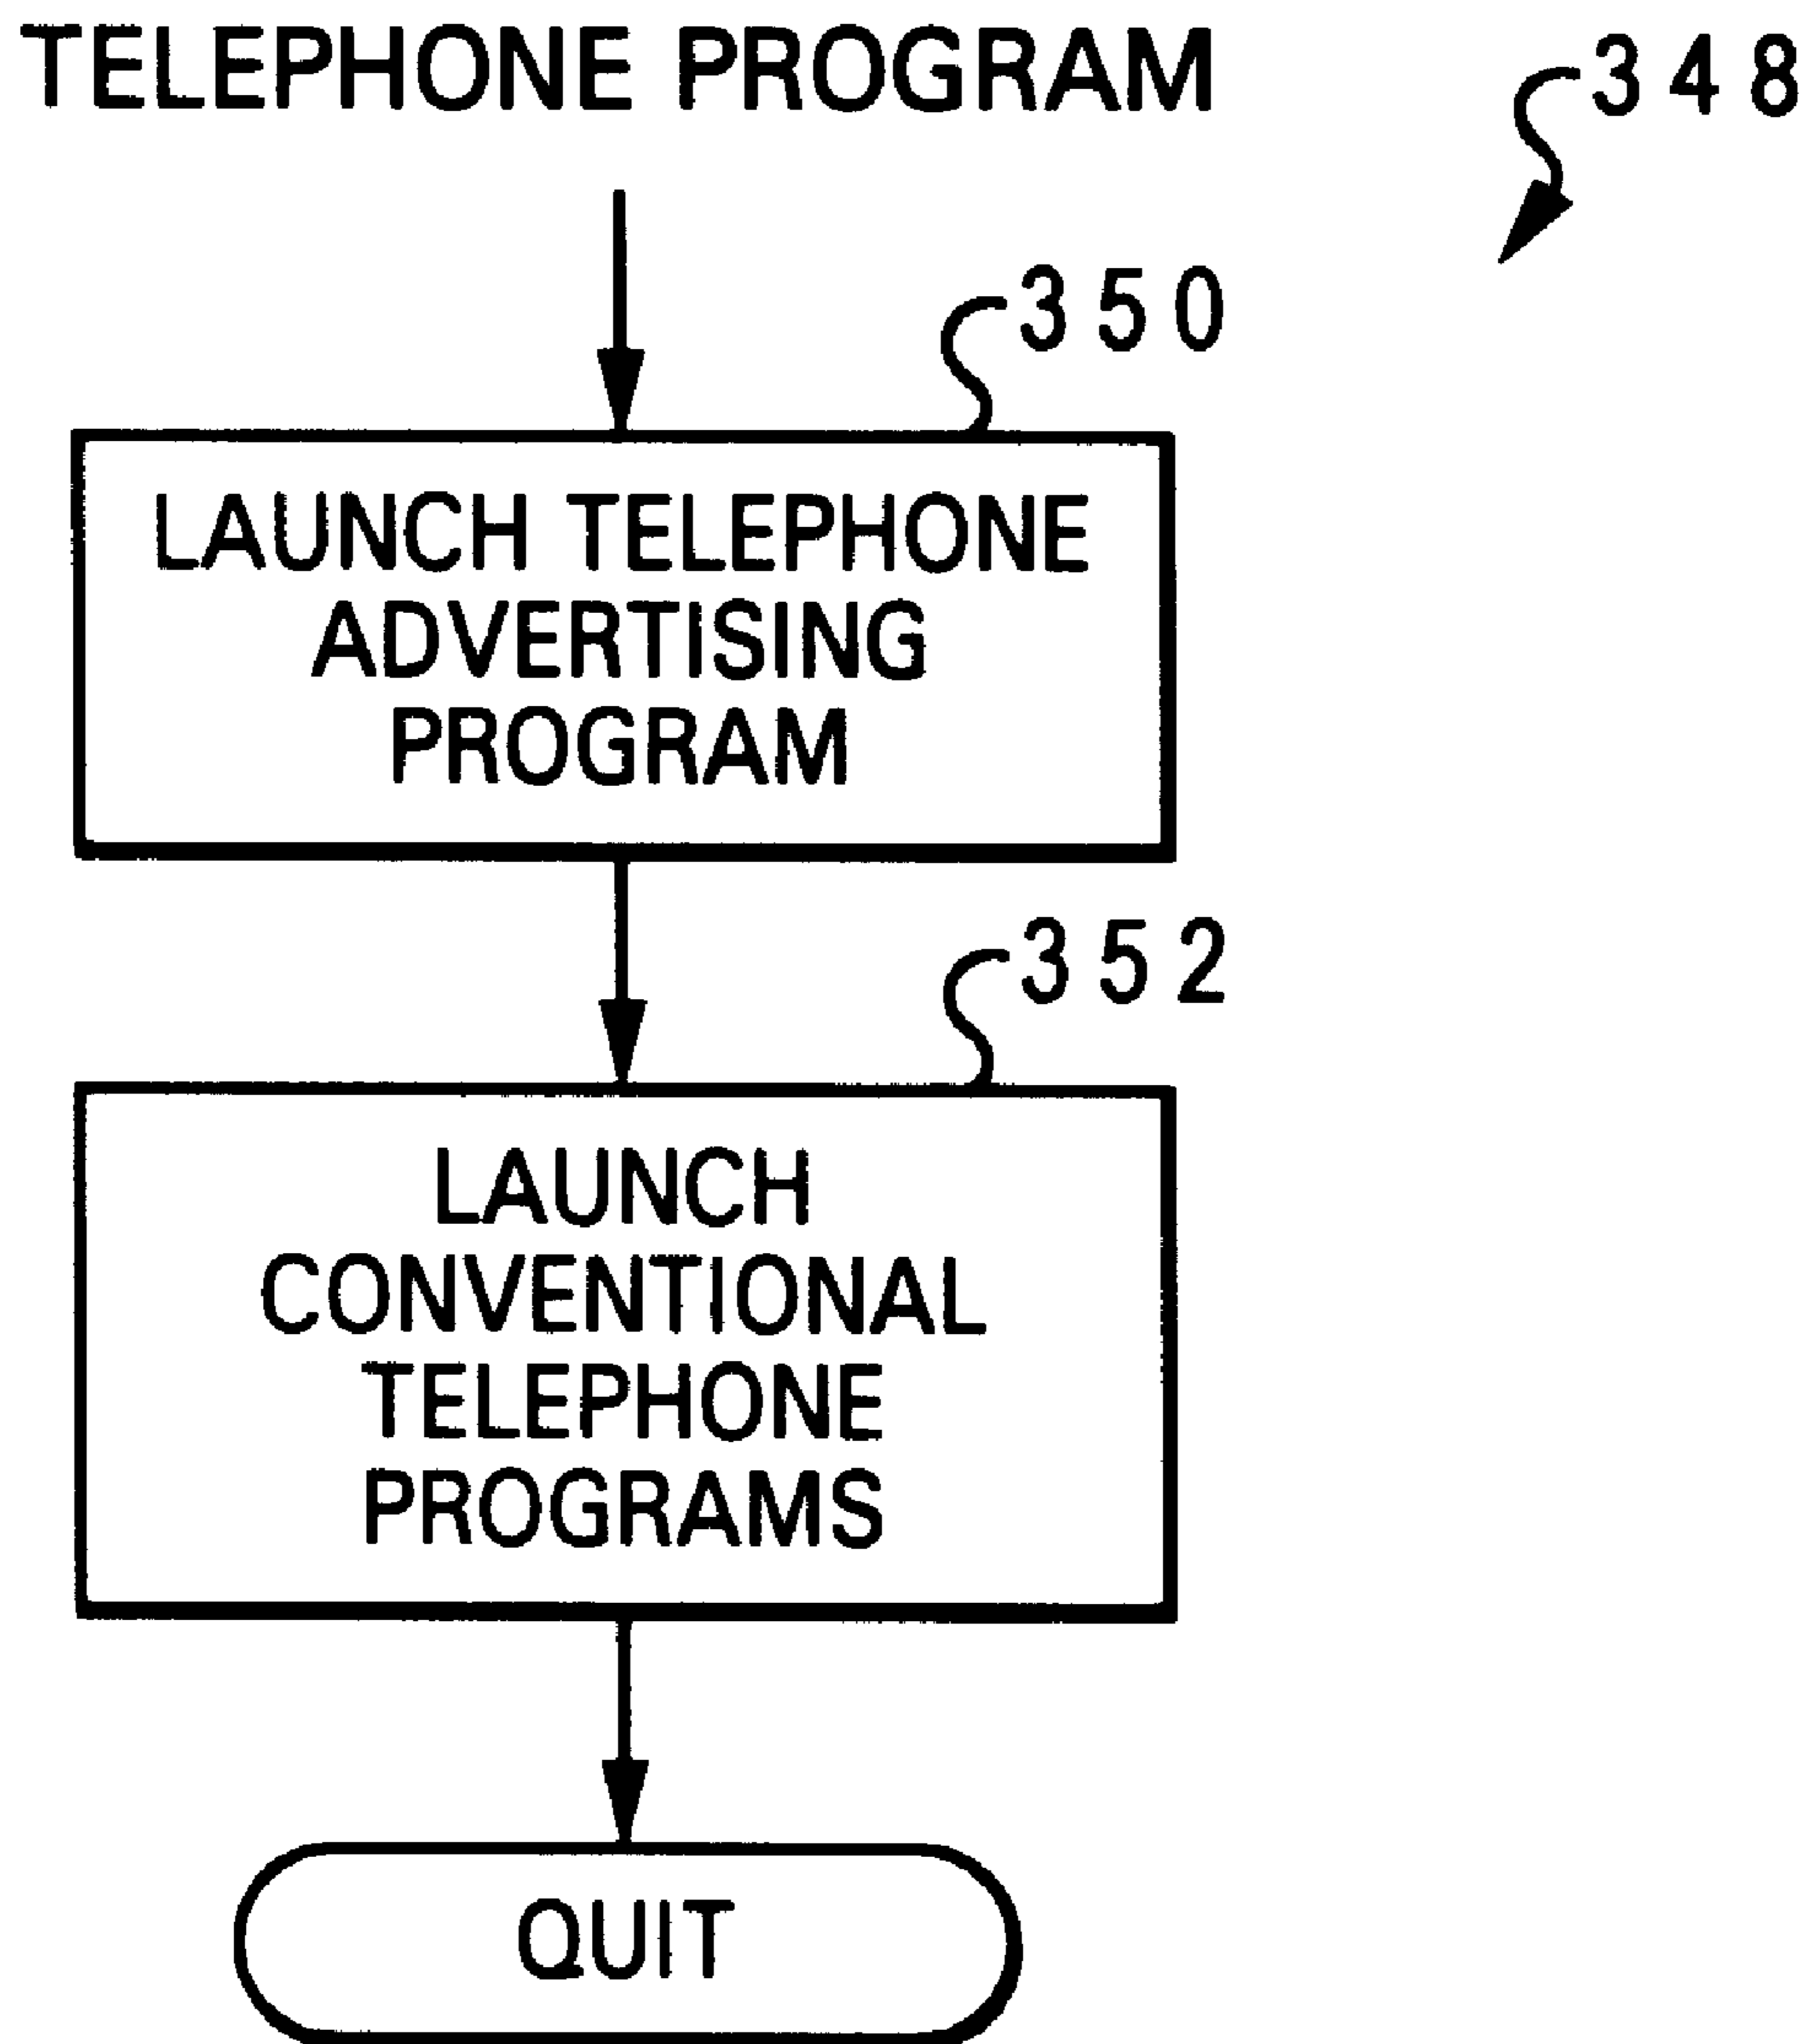 TELEPHONE PROGRAM
348
350
LAUNCH TELEPHONE
ADVERTISING
PROGRAM
352
LAUNCH
CONVENTIONAL
TELEPHONE
PROGRAMS
QUIT